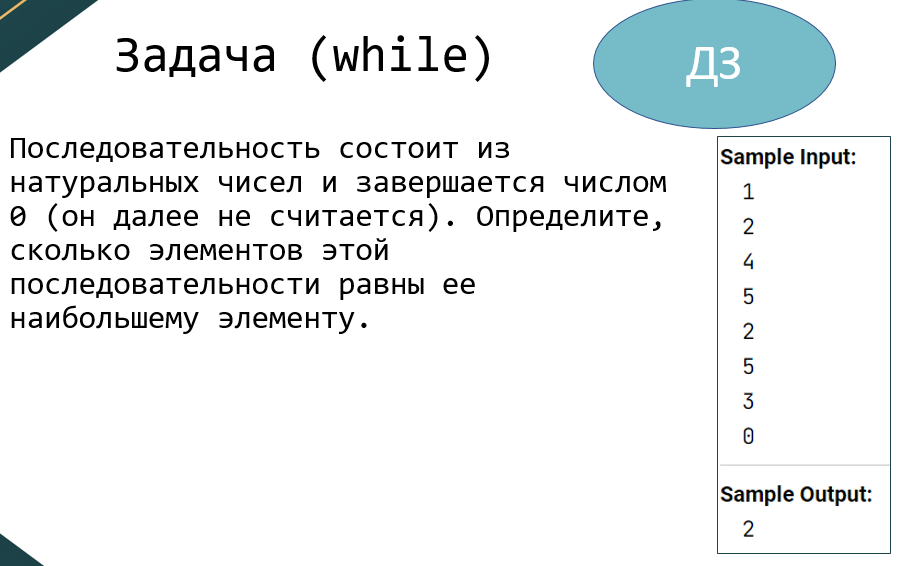 Задача (while)
ДЗ
Последовательность состоит из
натуральных чисел и завершается числом
0 (он далее не считается). Определите,
сколько элементов этой
последовательности равны ее
наибольшему элементу.
Sample Input:
1
2
4
5
2
5
3
0
Sample Output:
2